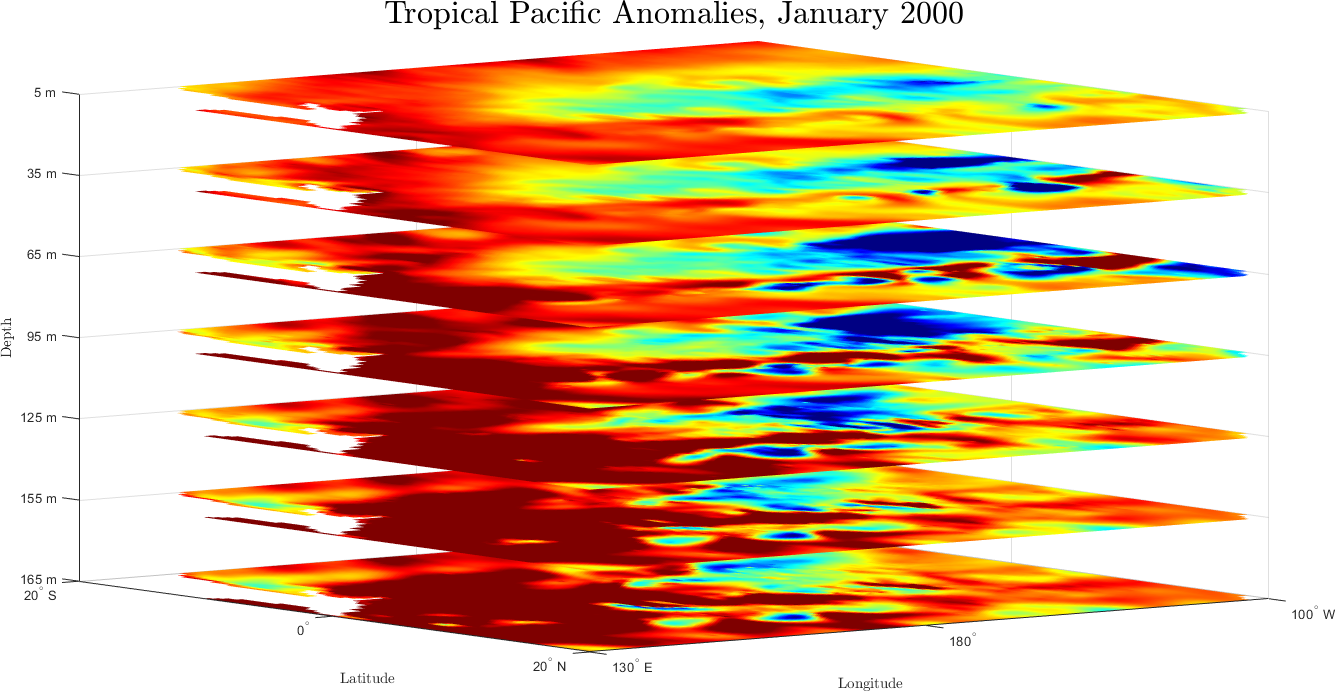 Tropical Pacific Anomalies, January 2000
5 m
35 m
65 m
95 m
125 m
155 m
165 m
Depth
20° S
0°
20° N
Latitude
130° E
180°
100° W
Longitude